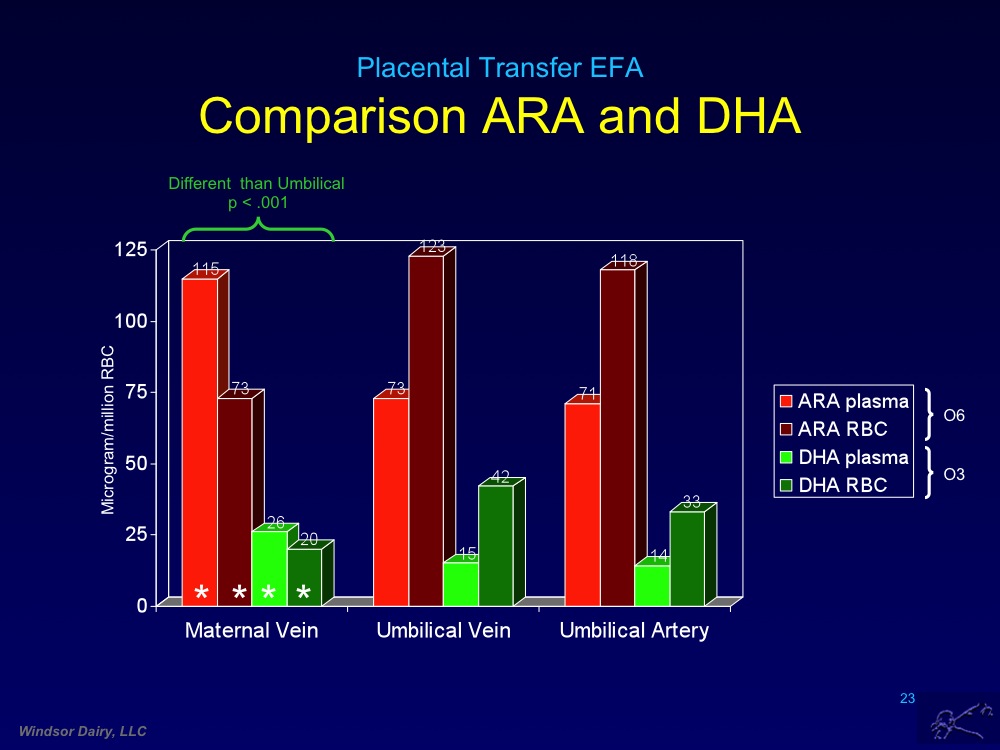 Placental Transfer EFA
Comparison ARA and DHA
Different than Umbilical
p < .001
Microgram/million RBC
125
100
75
50
25
0
115
73
26
20
123
73
42
15
118
71
33
14
* * * *
Maternal Vein
Umbilical Vein
Umbilical Artery
ARA plasma
ARA RBC
DHA plasma
DHA RBC
O6
O3
23
Windsor Dairy, LLC